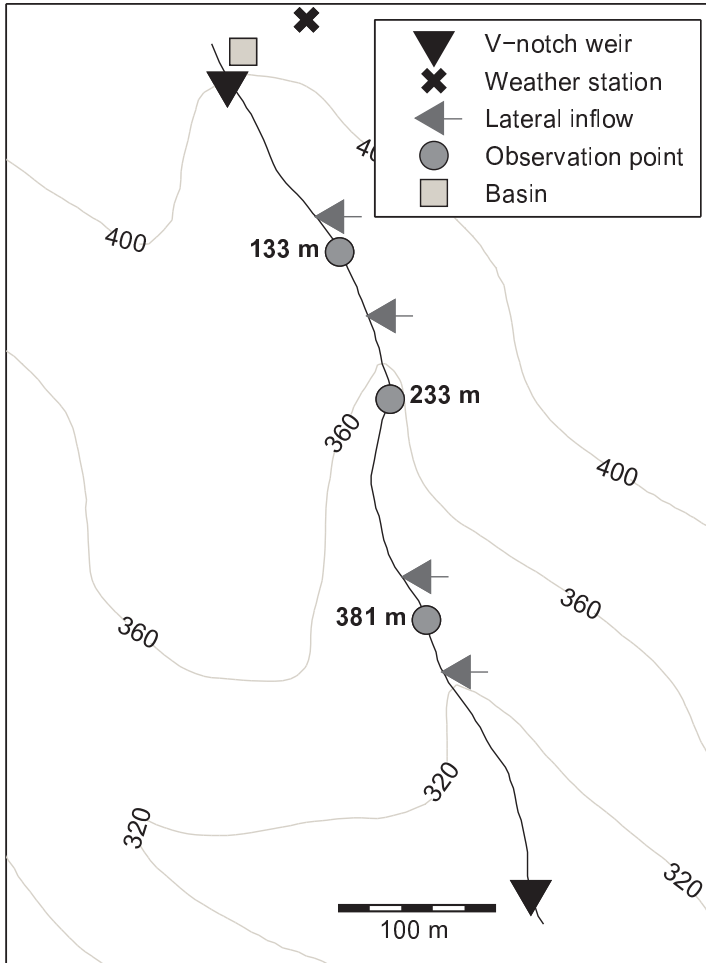 V−notch weir
Weather station
Lateral inflow
Observation point
Basin
400
133 m
233 m
360
400
381 m
360
360
320
320
320
100 m